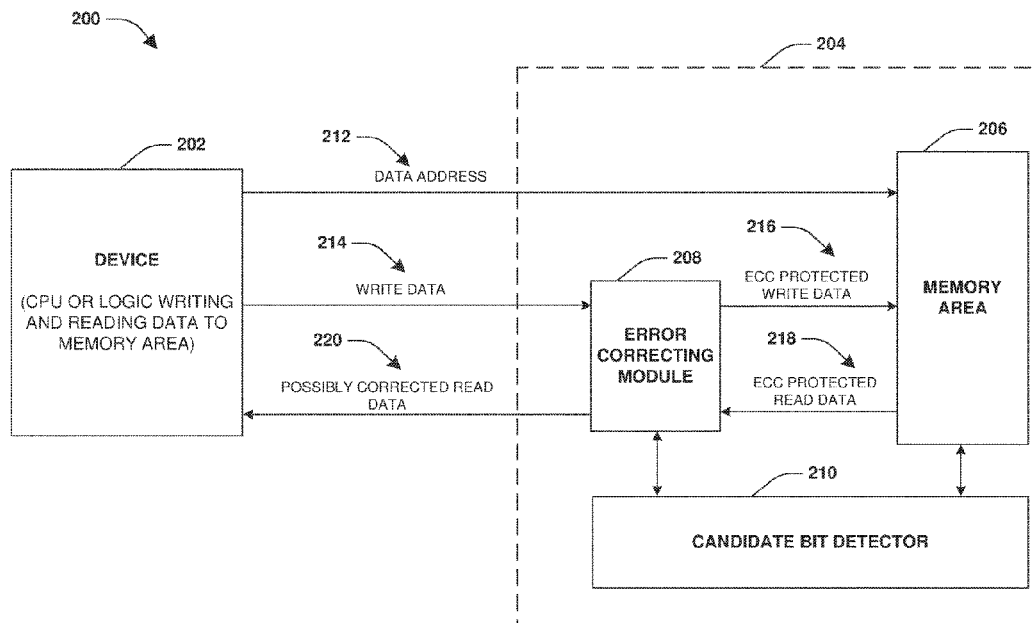 200
204
202
212
206
DATA ADDRESS
214
216
208
DEVICE
ECC PROTECTED
WRITE DATA
WRITE DATA
MEMORY
AREA
(CPU OR LOGIC WRITING
AND READING DATA TO
MEMORY AREA)
ERROR
CORRECTING
MODULE
220
218
POSSIBLY CORRECTED READ
DATA
ECC PROTECTED
READ DATA
210
CANDIDATE BIT DETECTOR